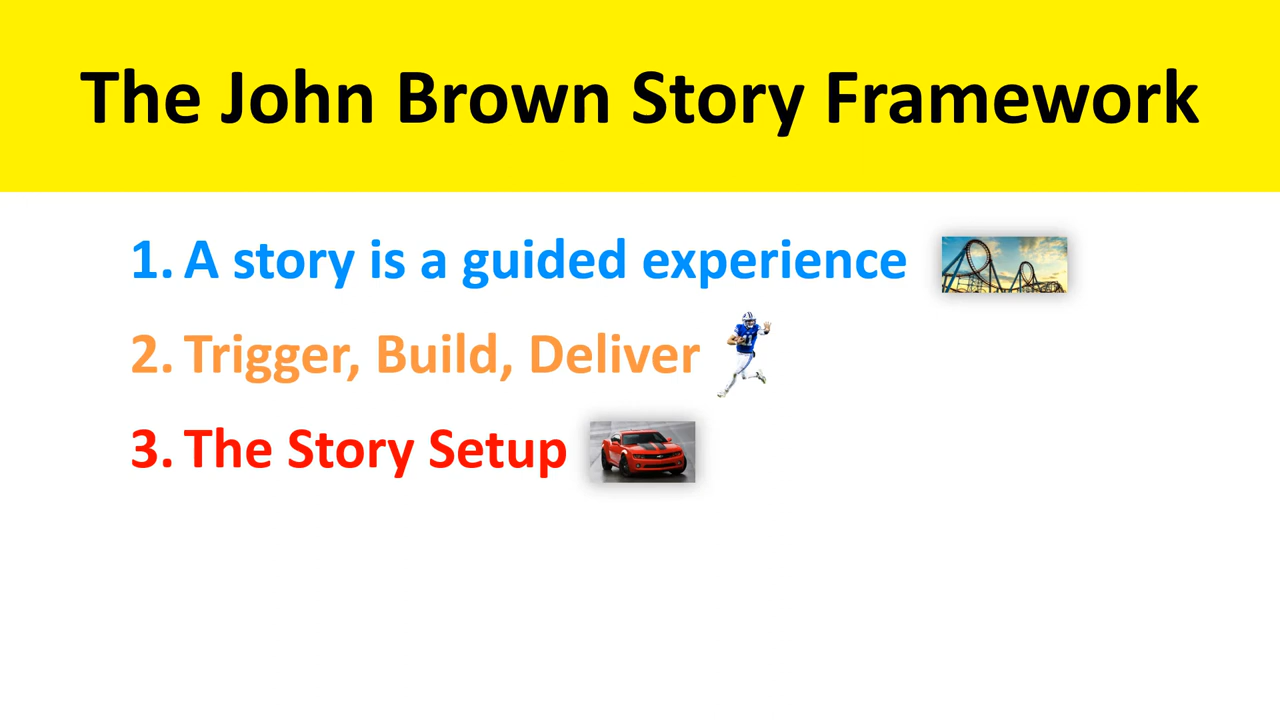 The John Brown Story Framework
1. A story is a guided experience
2. Trigger, Build, Deliver
3. The Story Setup